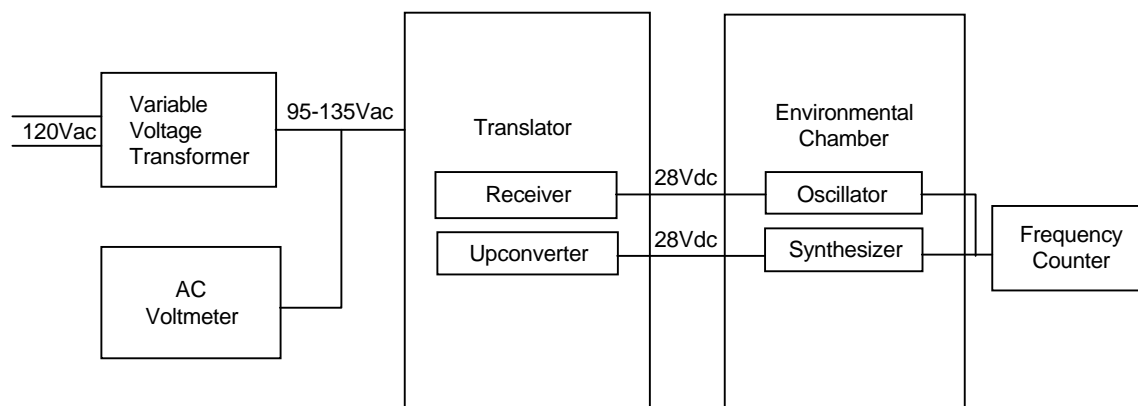 120Vac
Variable
Voltage
Transformer
95-135Vac
AC
Voltmeter
Translator
Receiver
Upconverter
28Vdc
28Vdc
Environmental
Chamber
Oscillator
Synthesizer
Frequency
Counter